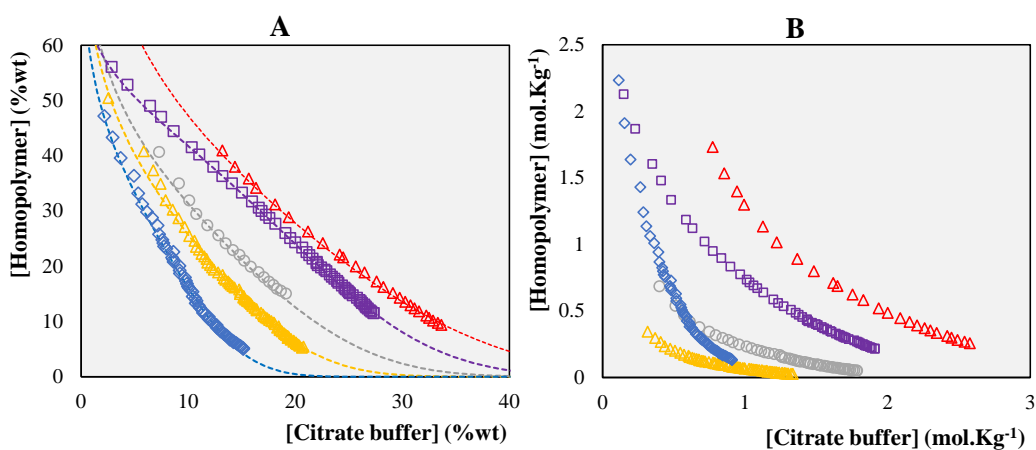 A
[Homopolymer] (%wt)
60
50
40
30
20
10
0
0 10 20 30 40
[Citrate buffer] (%wt)
B
[Homopolymer] (mol.Kg-1)
2.5
2
1.5
1
0.5
0
0 1 2 3
[Citrate buffer] (mol.Kg-1)